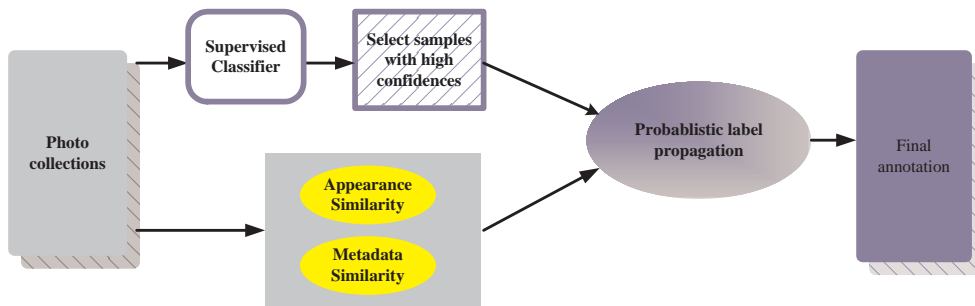 Photo
collections
Supervised
Classifier
Select samples
with high
confidences
Appearance
Similarity
Metadata
Similarity
Probablistic label
propagation
Final
annotation